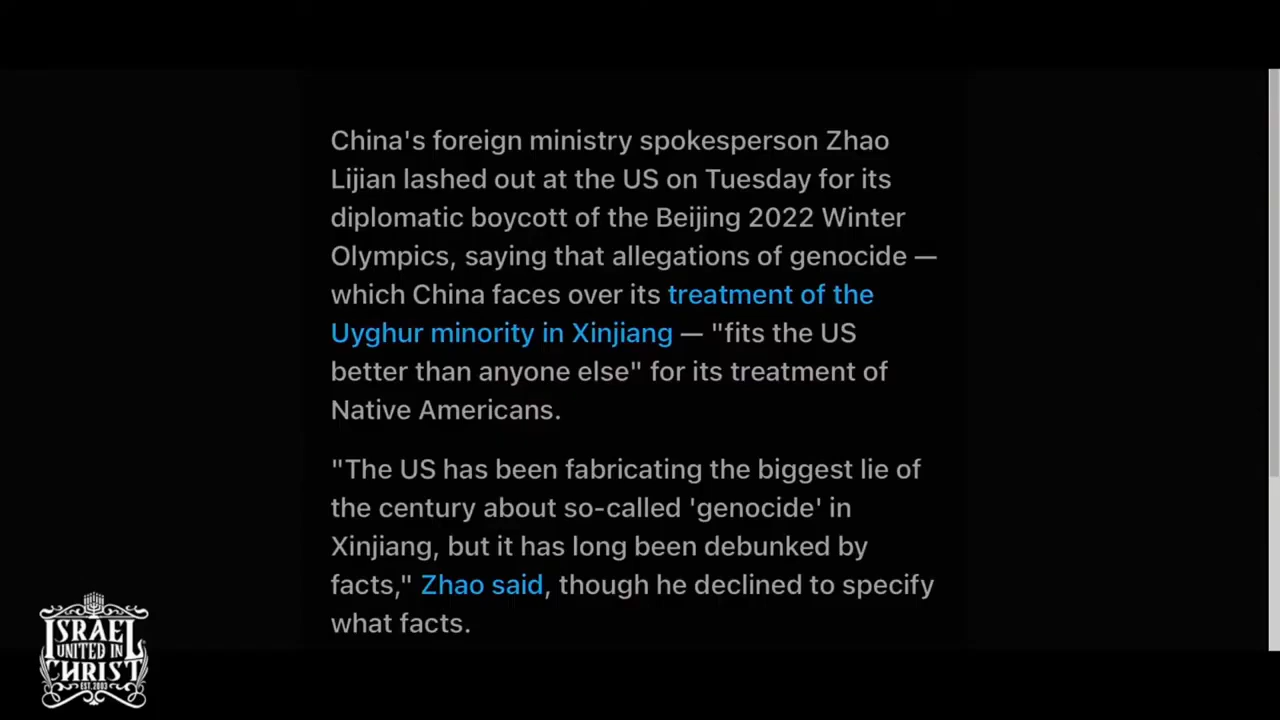 China's foreign ministry spokesperson Zhao
Lijian lashed out at the US on Tuesday for its
diplomatic boycott of the Beijing 2022 Winter
Olympics, saying that allegations of genocide —
which China faces over its treatment of the
Uyghur minority in Xinjiang — "fits the US
better than anyone else" for its treatment of
Native Americans.
"The US has been fabricating the biggest lie of
the century about so-called 'genocide' in
Xinjiang, but it has long been debunked by
facts," Zhao said, though he declined to specify
what facts.
ISRAEL
UNITED IN
CHRIST
EST. 2003